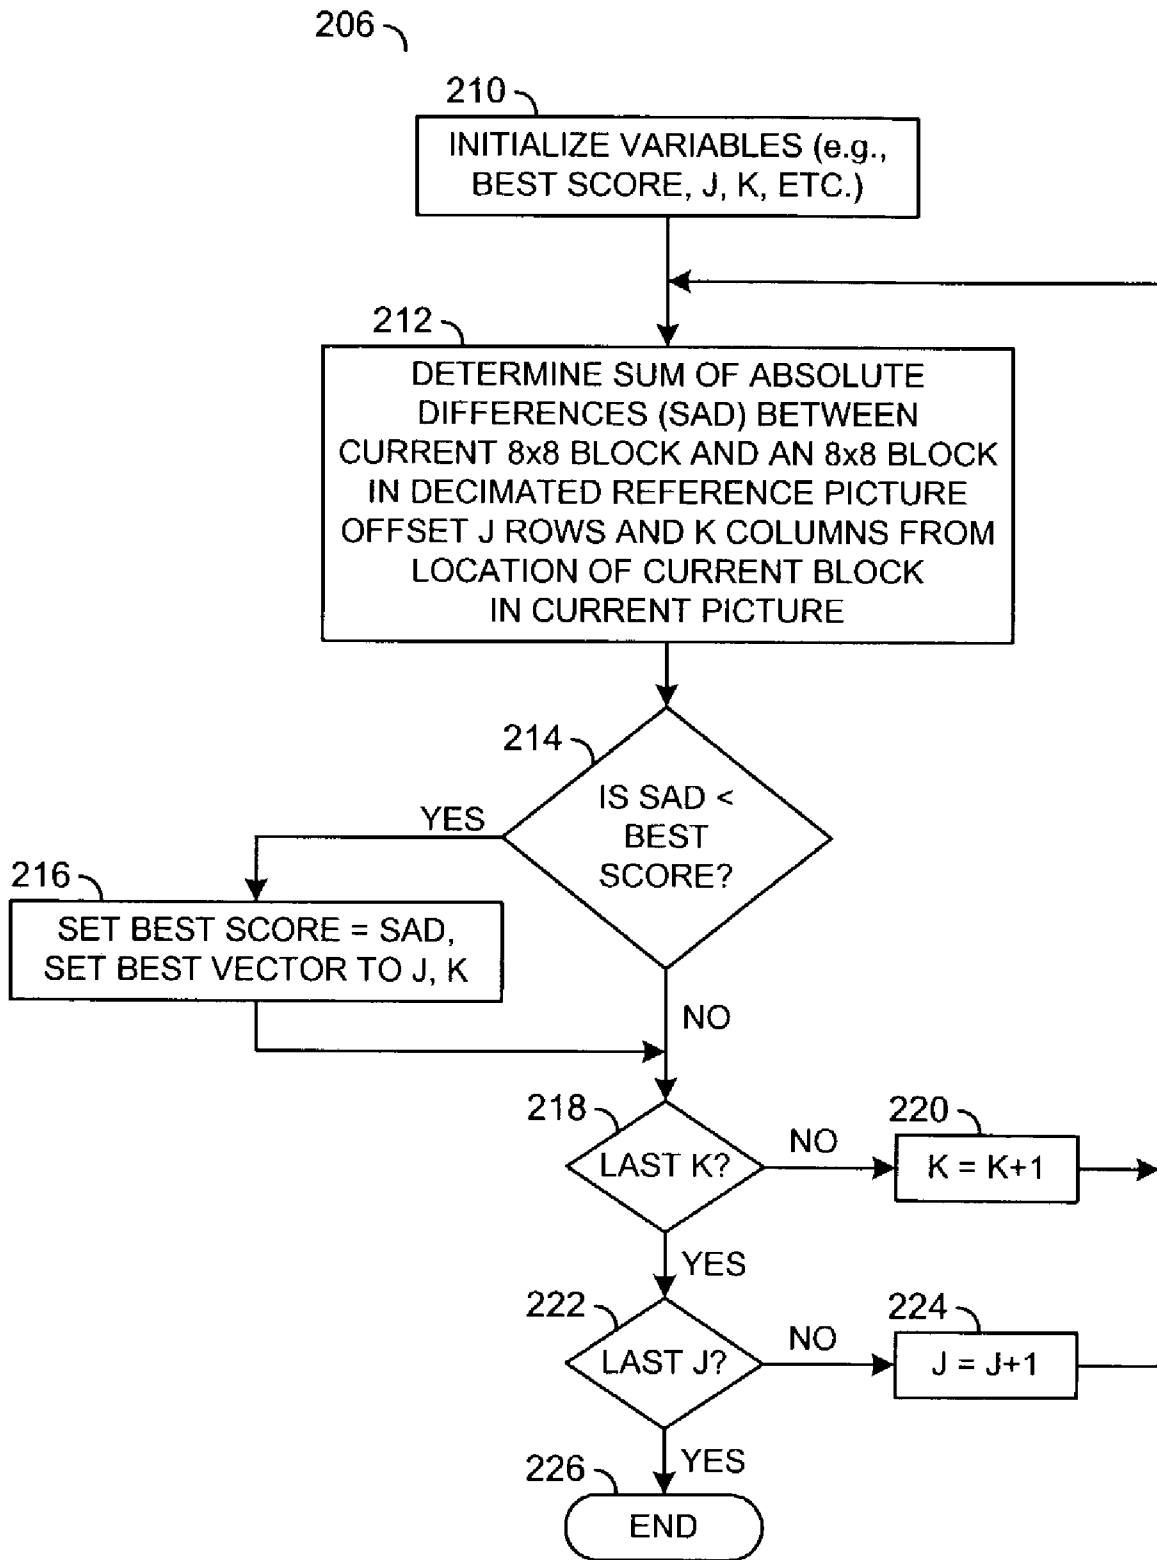 206
210
INITIALIZE VARIABLES (e.g.,
BEST SCORE, J, K, ETC.)
212
DETERMINE SUM OF ABSOLUTE
DIFFERENCES (SAD) BETWEEN
CURRENT 8x8 BLOCK AND AN 8x8 BLOCK
IN DECIMATED REFERENCE PICTURE
OFFSET J ROWS AND K COLUMNS FROM
LOCATION OF CURRENT BLOCK
IN CURRENT PICTURE
214
IS SAD <
BEST
SCORE?
YES
216
SET BEST SCORE = SAD,
SET BEST VECTOR TO J, K
NO
218
LAST K?
NO
220
K = K+1
YES
222
LAST J?
NO
224
J = J+1
YES
226
END